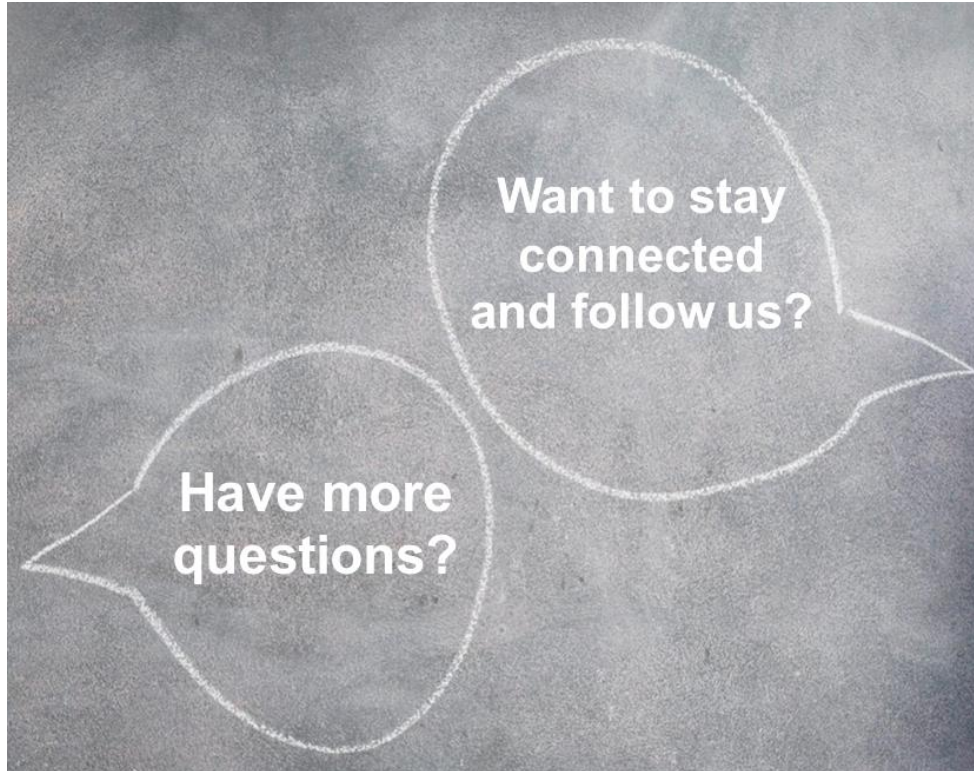 Want to stay
connected
and follow us?
Have more
questions?